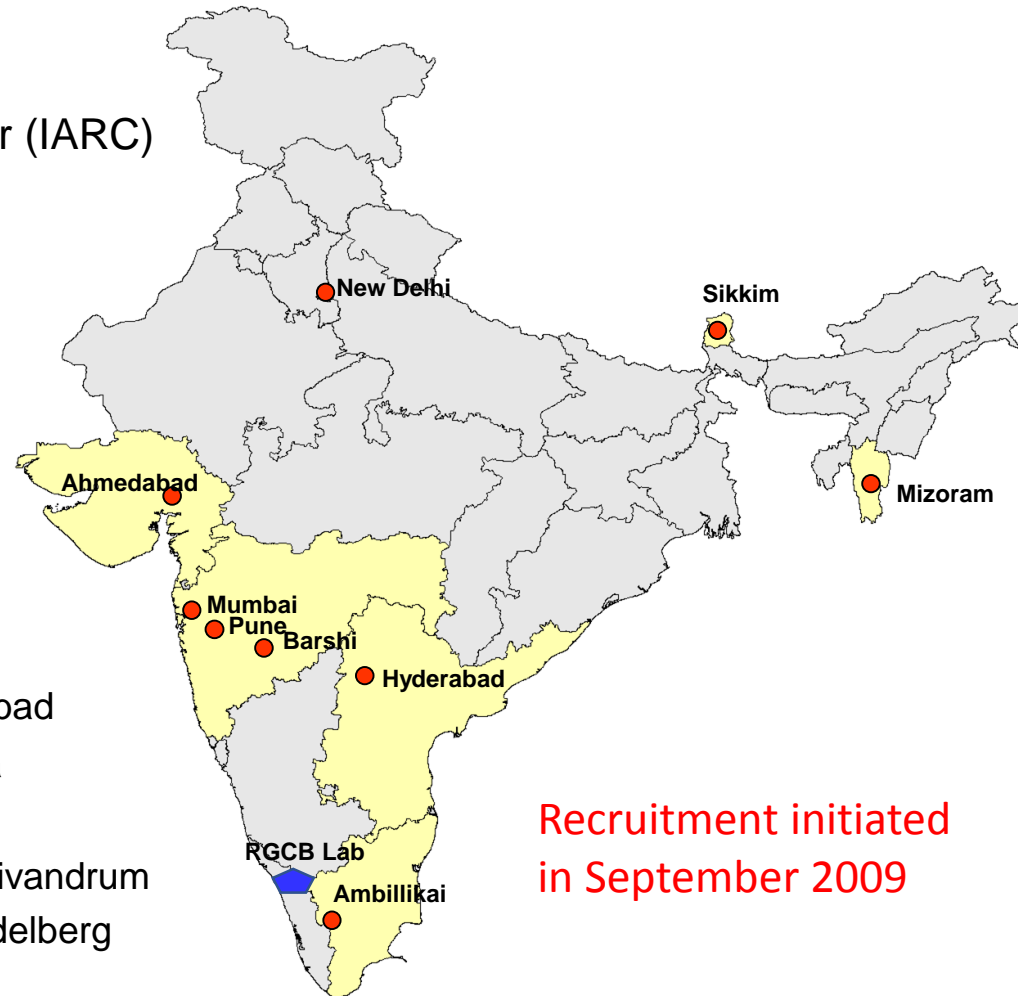 r (IARC)
New Delhi
Sikkim
Ahmedabad
Mizoram
Mumbai
Pune
Barshi
Hyderabad
bad
Recruitment initiated
in September 2009
RGCB Lab
ivandrum
Ambillikai
delberg